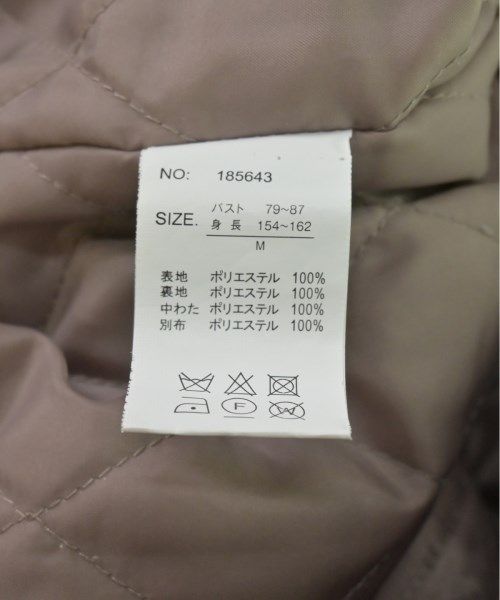 NO: 185643
バスト 79~87
SIZE. 身長 154~162
M
表地 ポリエステル 100%
裏地 ポリエステル 100%
中わた ポリエステル 100%
別布 ポリエステル 100%
F W